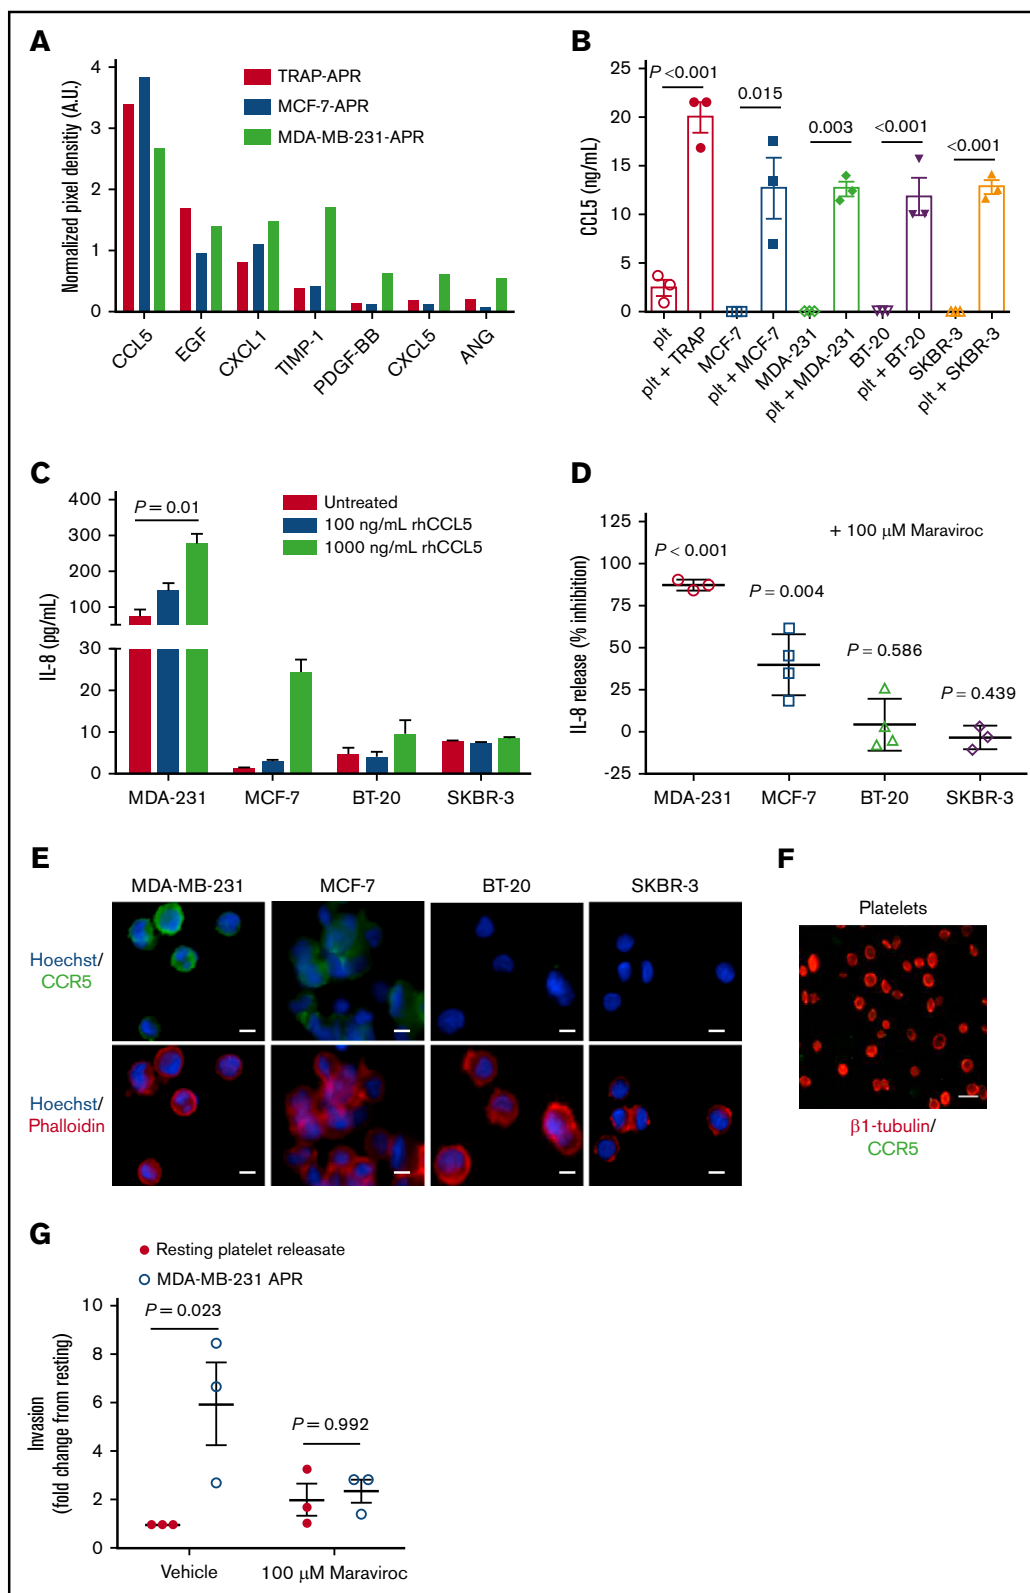 A
Normalized pixel densitiy (A.U.)
4
3
2
1
0
TRAP-APR
MCF-7-APR
MDA-MB-231-APR
CCL5
EGF
CXCL1
TIMP-1
PDGF-BB
CXCL5
ANG
B
CCL5 (ng/mL)
25
20
15
10
5
0
P <0.001
0.015
0.003
<0.001
<0.001
plt
plt + TRAP
MCF-7
plt + MCF-7
MDA-231
plt + MDA-231
BT-20
plt + BT-20
SKBR-3
plt + SKBR-3
C
IL-8 (pg/mL)
400
300
200
100
30
20
10
0
P = 0.01
Untreated
100 ng/mL rhCCL5
1000 ng/mL rhCCL5
MDA-231
MCF-7
BT-20
SKBR-3
D
IL-8 release (% inhibition)
125
100
75
50
25
0
-25
+ 100 μM Maraviroc
P < 0.001
P = 0.004
P = 0.586
P = 0.439
MDA-231
MCF-7
BT-20
SKBR-3
E
MDA-MB-231
MCF-7
BT-20
SKBR-3
Hoechst/
CCR5
Hoechst/
Phalloidin
F
Platelets
β1-tubulin/
CCR5
G
Resting platelet releasate
MDA-MB-231 APR
Invasion
(fold change from resting)
10
8
6
4
2
0
P = 0.023
P = 0.992
Vehicle
100 μM Maraviroc